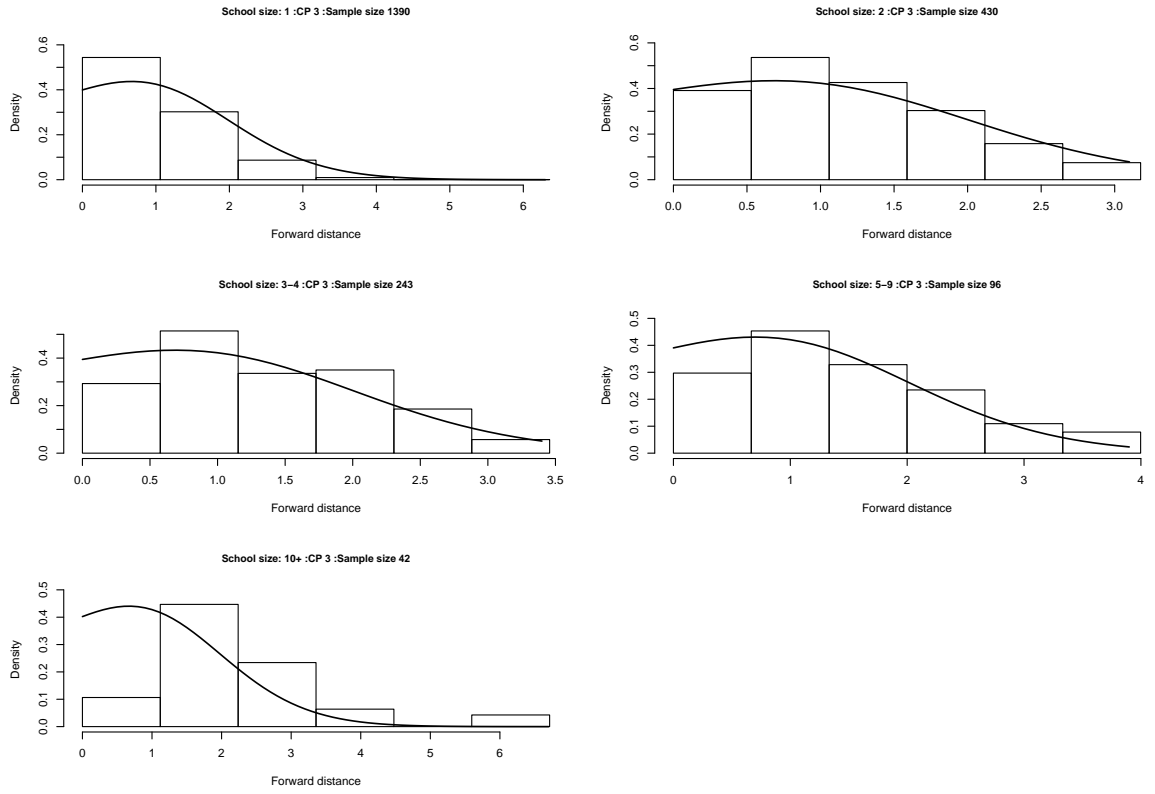 School size: 1 :CP 3 :Sample size 1390
Density
0.0 0.2 0.4 0.6
0 1 2 3 4 5 6
Forward distance
School size: 2 :CP 3 :Sample size 430
Density
0.0 0.2 0.4 0.6
0.0 0.5 1.0 1.5 2.0 2.5 3.0
Forward distance
School size: 3−4 :CP 3 :Sample size 243
Density
0.0 0.2 0.4
0.0 0.5 1.0 1.5 2.0 2.5 3.0 3.5
Forward distance
School size: 5−9 :CP 3 :Sample size 96
Density
0.0 0.1 0.2 0.3 0.4 0.5
0 1 2 3 4
Forward distance
School size: 10+ :CP 3 :Sample size 42
Density
0.0 0.1 0.2 0.3 0.4 0.5
0 1 2 3 4 5 6
Forward distance